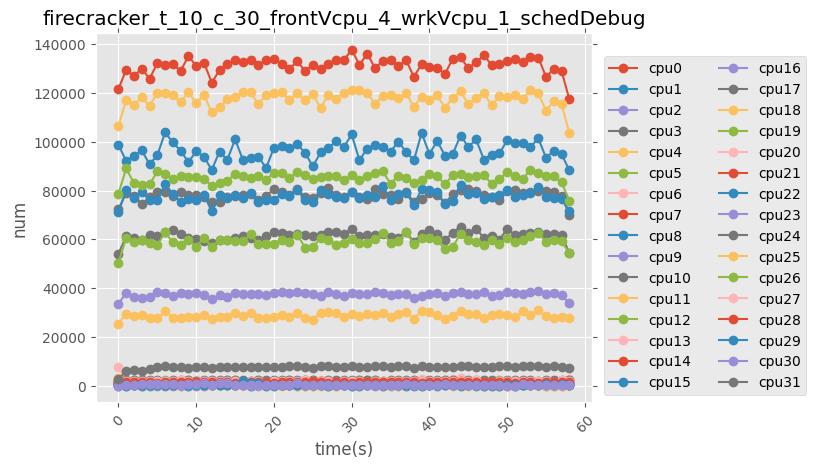 firecracker_t_10_c_30_frontVcpu_4_wrkVcpu_1_schedDebug
num
140000
120000
100000
80000
60000
40000
20000
0
0
10
20
30
40
50
60
time(s)
cpu0
cpu1
cpu2
cpu3
cpu4
cpu5
cpu6
cpu7
cpu8
cpu9
cpu10
cpu11
cpu12
cpu13
cpu14
cpu15
cpu16
cpu17
cpu18
cpu19
cpu20
cpu21
cpu22
cpu23
cpu24
cpu25
cpu26
cpu27
cpu28
cpu29
cpu30
cpu31